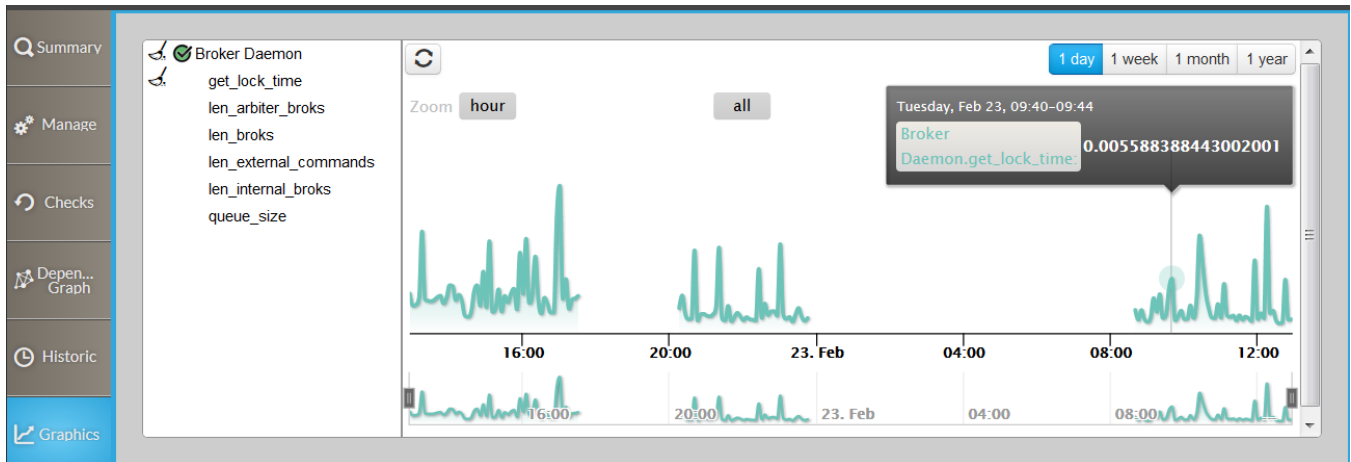 Summary
Manage
Checks
Depen...
Graph
Historic
Graphics
Broker Daemon
get_lock_time
len_arbiter_broks
len_broks
len_external_commands
len_internal_broks
queue_size
1 day 1 week 1 month 1 year
Zoom hour all
Tuesday, Feb 23, 09:40–09:44
Broker
Daemon.get_lock_time:
0.005588388443002001
16:00 20:00 23. Feb 04:00 08:00 12:00
16:00 20:00 23. Feb 04:00 08:00